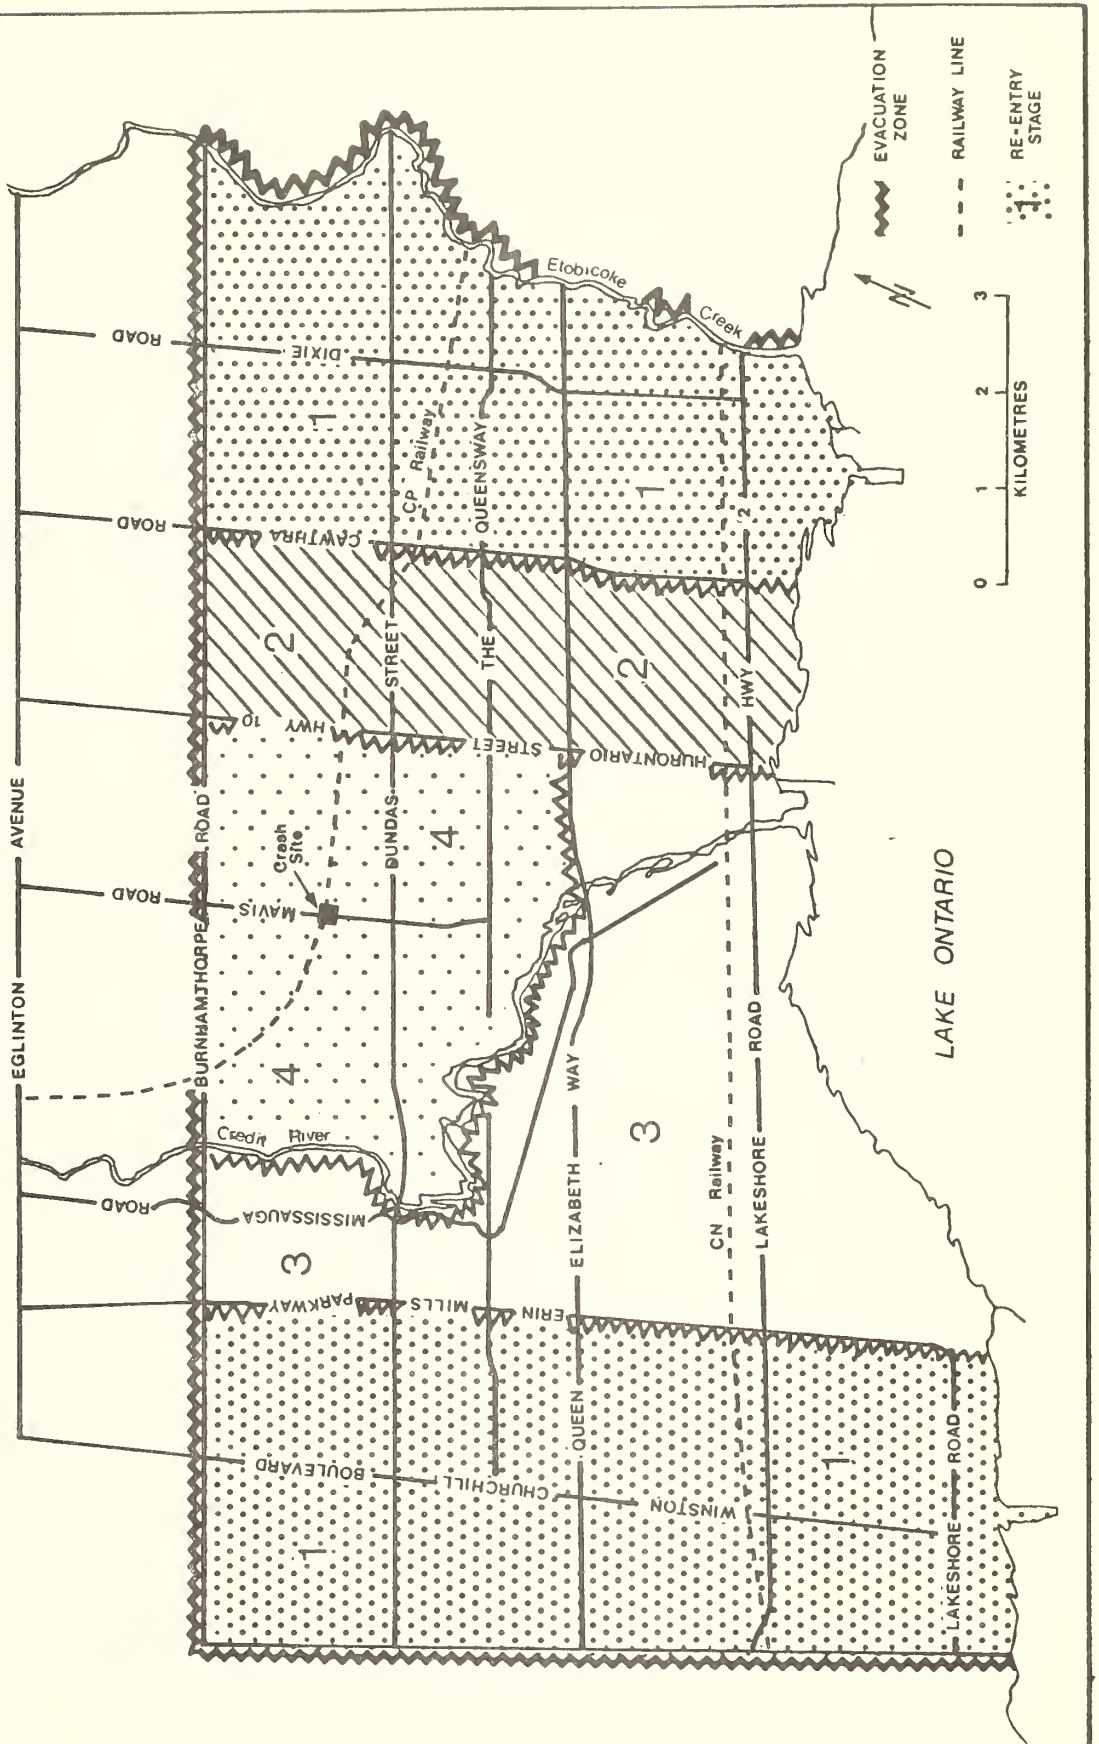 EGLINTON AVENUE
ROAD
ROAD
ROAD
ROAD
BURNHAMTHORPE ROAD
Credit River
MISSISSAUGA
MAVIS
Crash
Site
HWY 10
CAWTHRA
DIXIE
1
2
4
3
1
PARKWAY
MILLS
ERIN
BOULEVARD
CHURCHILL
WINSTON
DUNDAS STREET
CP Railway
4
THE QUEENSWAY
STREET
HURONTARIO
QUEEN ELIZABETH WAY
Etobicoke
Creek
3
2
1
CN Railway
LAKESHORE ROAD
HWY 2
1
LAKESHORE ROAD
LAKE ONTARIO
N
0 1 2 3
KILOMETRES
EVACUATION
ZONE
RAILWAY LINE
1
RE-ENTRY
STAGE